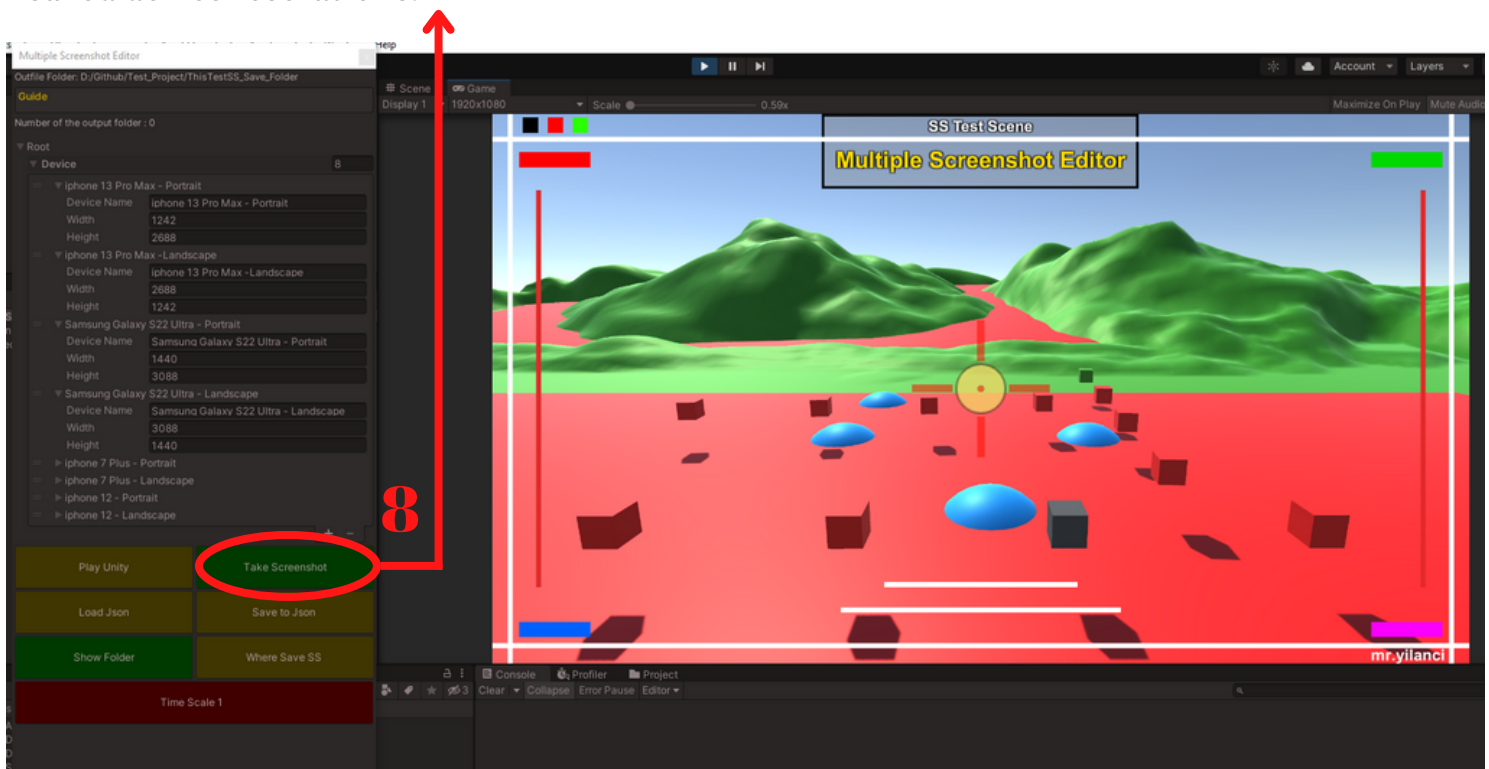 Help
Multiple Screenshot Editor
Outfile Folder: D:/Github/Test_Project/ThisTestSS_Save_Folder
Guide
Number of the output folder : 0
Root
Device 8
iphone 13 Pro Max - Portrait
Device Name iphone 13 Pro Max - Portrait
Width 1242
Height 2688
iphone 13 Pro Max -Landscape
Device Name iphone 13 Pro Max -Landscape
Width 2688
Height 1242
Samsung Galaxy S22 Ultra - Portrait
Device Name Samsung Galaxy S22 Ultra - Portrait
Width 1440
Height 3088
Samsung Galaxy S22 Ultra - Landscape
Device Name Samsung Galaxy S22 Ultra - Landscape
Width 3088
Height 1440
iphone 7 Plus - Portrait
iphone 7 Plus - Landscape
iphone 12 - Portrait
iphone 12 - Landscape
+ -
Play Unity Take Screenshot
Load Json Save to Json
Show Folder Where Save SS
Time Scale 1
8
Account Layers
Scene Game
Display 1 1920x1080 Scale 0.59x Maximize On Play Mute Audio
SS Test Scene
Multiple Screenshot Editor
mr.yilanci
Console Profiler Project
3 Clear Collapse Error Pause Editor